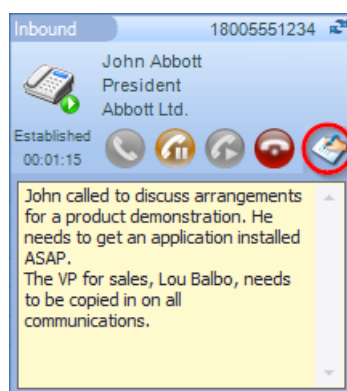 Inbound 18005551234
John Abbott
President
Abbott Ltd.
Established
00:01:15
John called to discuss arrangements
for a product demonstration. He
needs to get an application installed
ASAP.
The VP for sales, Lou Balbo, needs
to be copied in on all
communications.